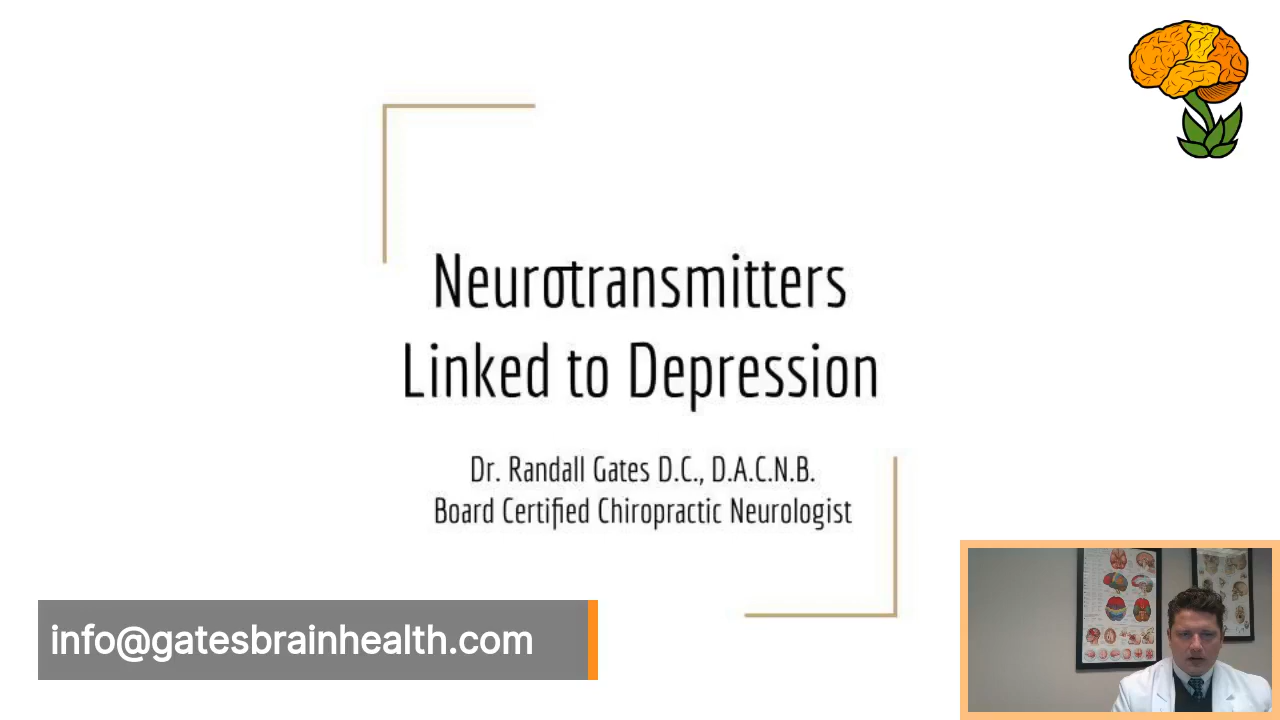 Neurotransmitters
Linked to Depression
Dr. Randall Gates D.C., D.A.C.N.B.
Board Certified Chiropractic Neurologist
info@gatesbrainhealth.com